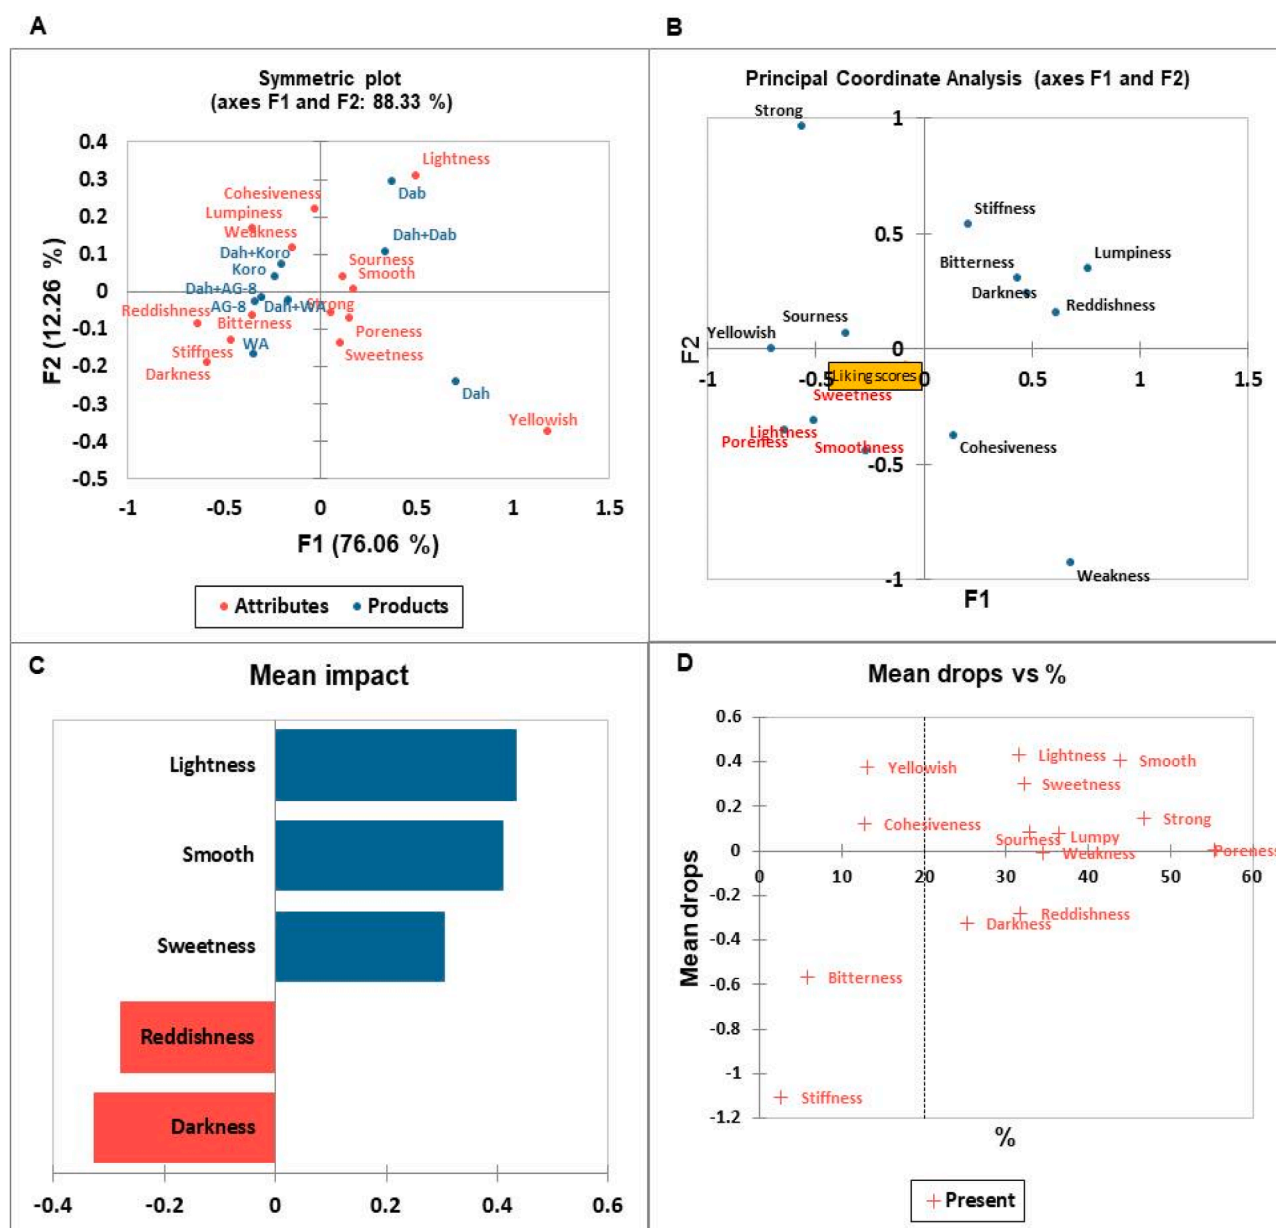 A
Symmetric plot
(axes F1 and F2: 88.33 %)
F2 (12.26 %)
0.4
0.3
0.2
0.1
0
-0.1
-0.2
-0.3
-0.4
-0.5
Lightness
Dab
Cohesiveness
Lumpiness
Weakness
Dah+Dab
Dah+Koro
Koro
Sourness
Smooth
Dah+AG-8
AG-8
Dah+WA
Strong
Reddishness
Bitterness
Poreness
Stiffness
WA
Sweetness
Darkness
Dah
Yellowish
-1
-0.5
0
0.5
1
1.5
F1 (76.06 %)
Attributes
Products
B
Principal Coordinate Analysis (axes F1 and F2)
F2
Strong
1
Stiffness
0.5
Bitterness
Lumpiness
Darkness
Reddishness
Sourness
Yellowish
0
-1
-0.5
0
0.5
1
1.5
Liking scores
Sweetness
Lightness
Poreness
Smoothness
-0.5
Cohesiveness
-1
Weakness
F1
C
Mean impact
Lightness
Smooth
Sweetness
Reddishness
Darkness
-0.4
-0.2
0
0.2
0.4
0.6
D
Mean drops vs %
Mean drops
0.6
0.4
0.2
0
-0.2
-0.4
-0.6
-0.8
-1
-1.2
Yellowish
Lightness
Smooth
Sweetness
Cohesiveness
Strong
Sourness
Lumpy
Weakness
Poreness
0
10
20
30
40
50
60
Reddishness
Darkness
Bitterness
Stiffness
%
Present